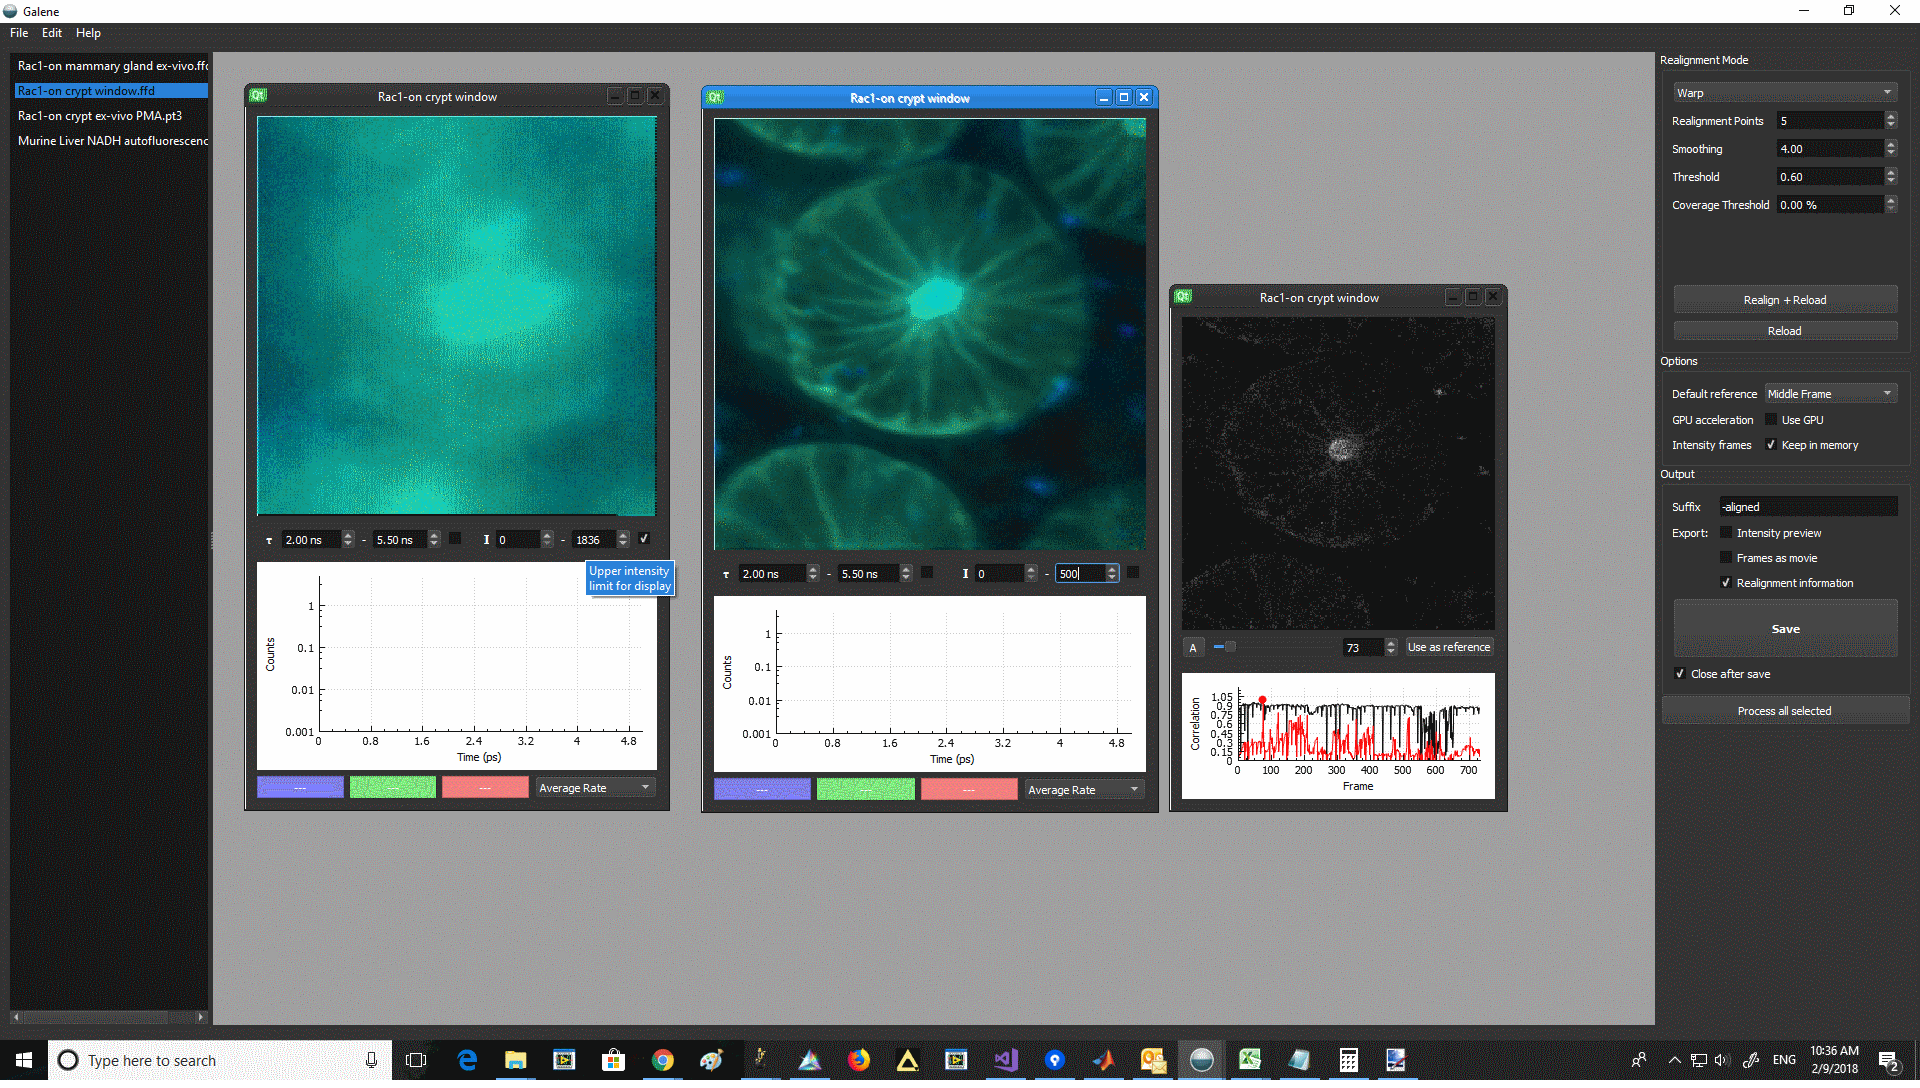 Galene
File Edit Help
Rac1-on mammary gland ex-vivo.ffd
Rac1-on crypt window.ffd
Rac1-on crypt ex-vivo PMA.pt3
Murine Liver NADH autofluorescenc
Rac1-on crypt window
τ 2.00 ns - 5.50 ns I 0 - 1836
Upper intensity
limit for display
Counts
1
0.1
0.01
0.001
0 0.8 1.6 2.4 3.2 4 4.8
Time (ps)
--- --- --- Average Rate
Rac1-on crypt window
τ 2.00 ns - 5.50 ns I 0 - 500
Counts
1
0.1
0.01
0.001
0 0.8 1.6 2.4 3.2 4 4.8
Time (ps)
--- --- --- Average Rate
Rac1-on crypt window
A 73 Use as reference
Correlation
1.05
0.9
0.75
0.6
0.45
0.3
0.15
0
0 100 200 300 400 500 600 700
Frame
Realignment Mode
Warp
Realignment Points 5
Smoothing 4.00
Threshold 0.60
Coverage Threshold 0.00 %
Realign + Reload
Reload
Options
Default reference Middle Frame
GPU acceleration Use GPU
Intensity frames Keep in memory
Output
Suffix -aligned
Export: Intensity preview
Frames as movie
Realignment information
Save
Close after save
Process all selected
Type here to search
ENG
10:36 AM
2/9/2018
2